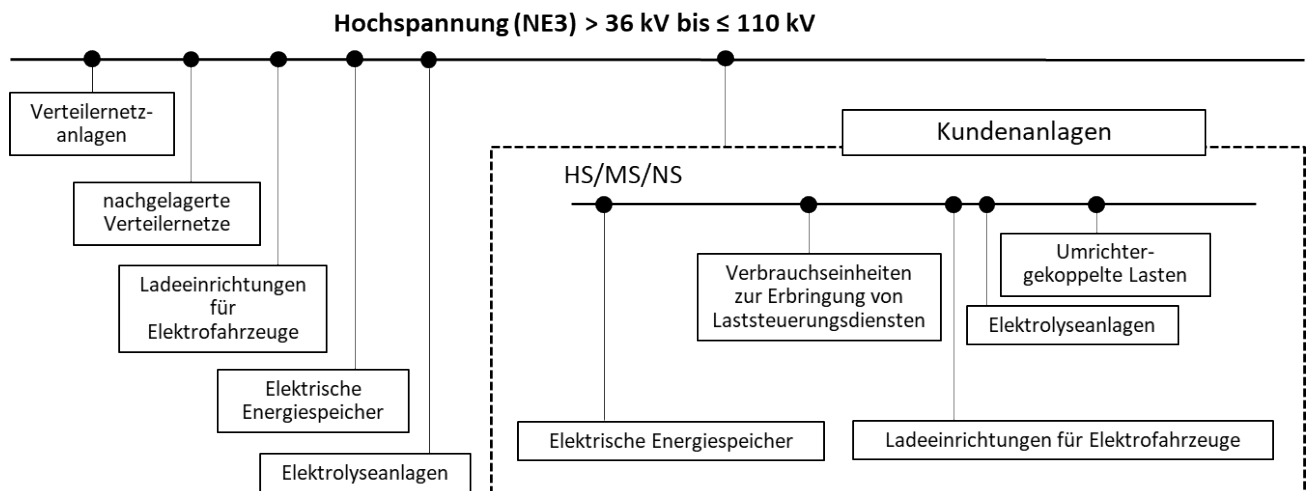 Hochspannung (NE3) > 36 kV bis ≤ 110 kV
Verteilernetz-
anlagen
nachgelagerte
Verteilernetze
Ladeeinrichtungen
für
Elektrofahrzeuge
Elektrische
Energiespeicher
Elektrolyseanlagen
Kundenanlagen
HS/MS/NS
Elektrische Energiespeicher
Verbrauchseinheiten
zur Erbringung von
Laststeuerungsdiensten
Ladeeinrichtungen für Elektrofahrzeuge
Elektrolyseanlagen
Umrichter-
gekoppelte Lasten